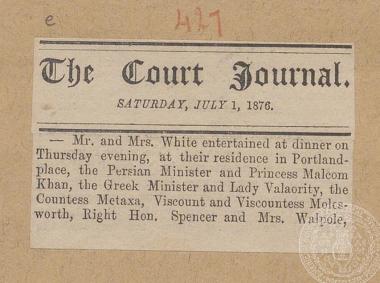 e
427
The Court Journal.
SATURDAY, JULY 1, 1876.
— Mr. and Mrs. White entertained at dinner on
Thursday evening, at their residence in Portland-
place, the Persian Minister and Princess Malcom
Khan, the Greek Minister and Lady Valaority, the
Countess Metaxa, Viscount and Viscountess Moles-
worth, Right Hon. Spencer and Mrs. Walpole,